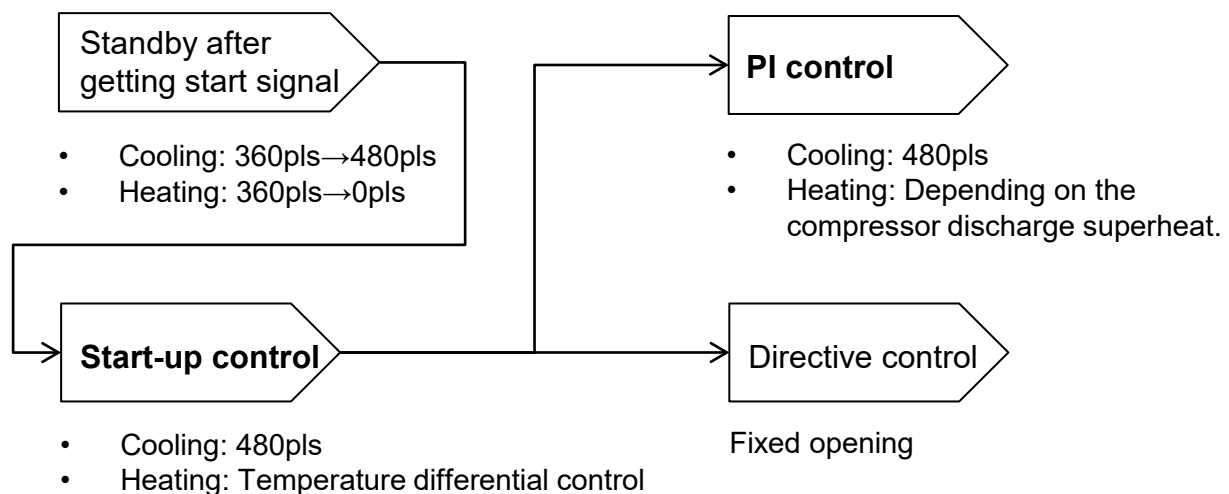 Standby after
getting start signal
• Cooling: 360pls→480pls
• Heating: 360pls→0pls
PI control
• Cooling: 480pls
• Heating: Depending on the
compressor discharge superheat.
Start-up control
• Cooling: 480pls
• Heating: Temperature differential control
Directive control
Fixed opening